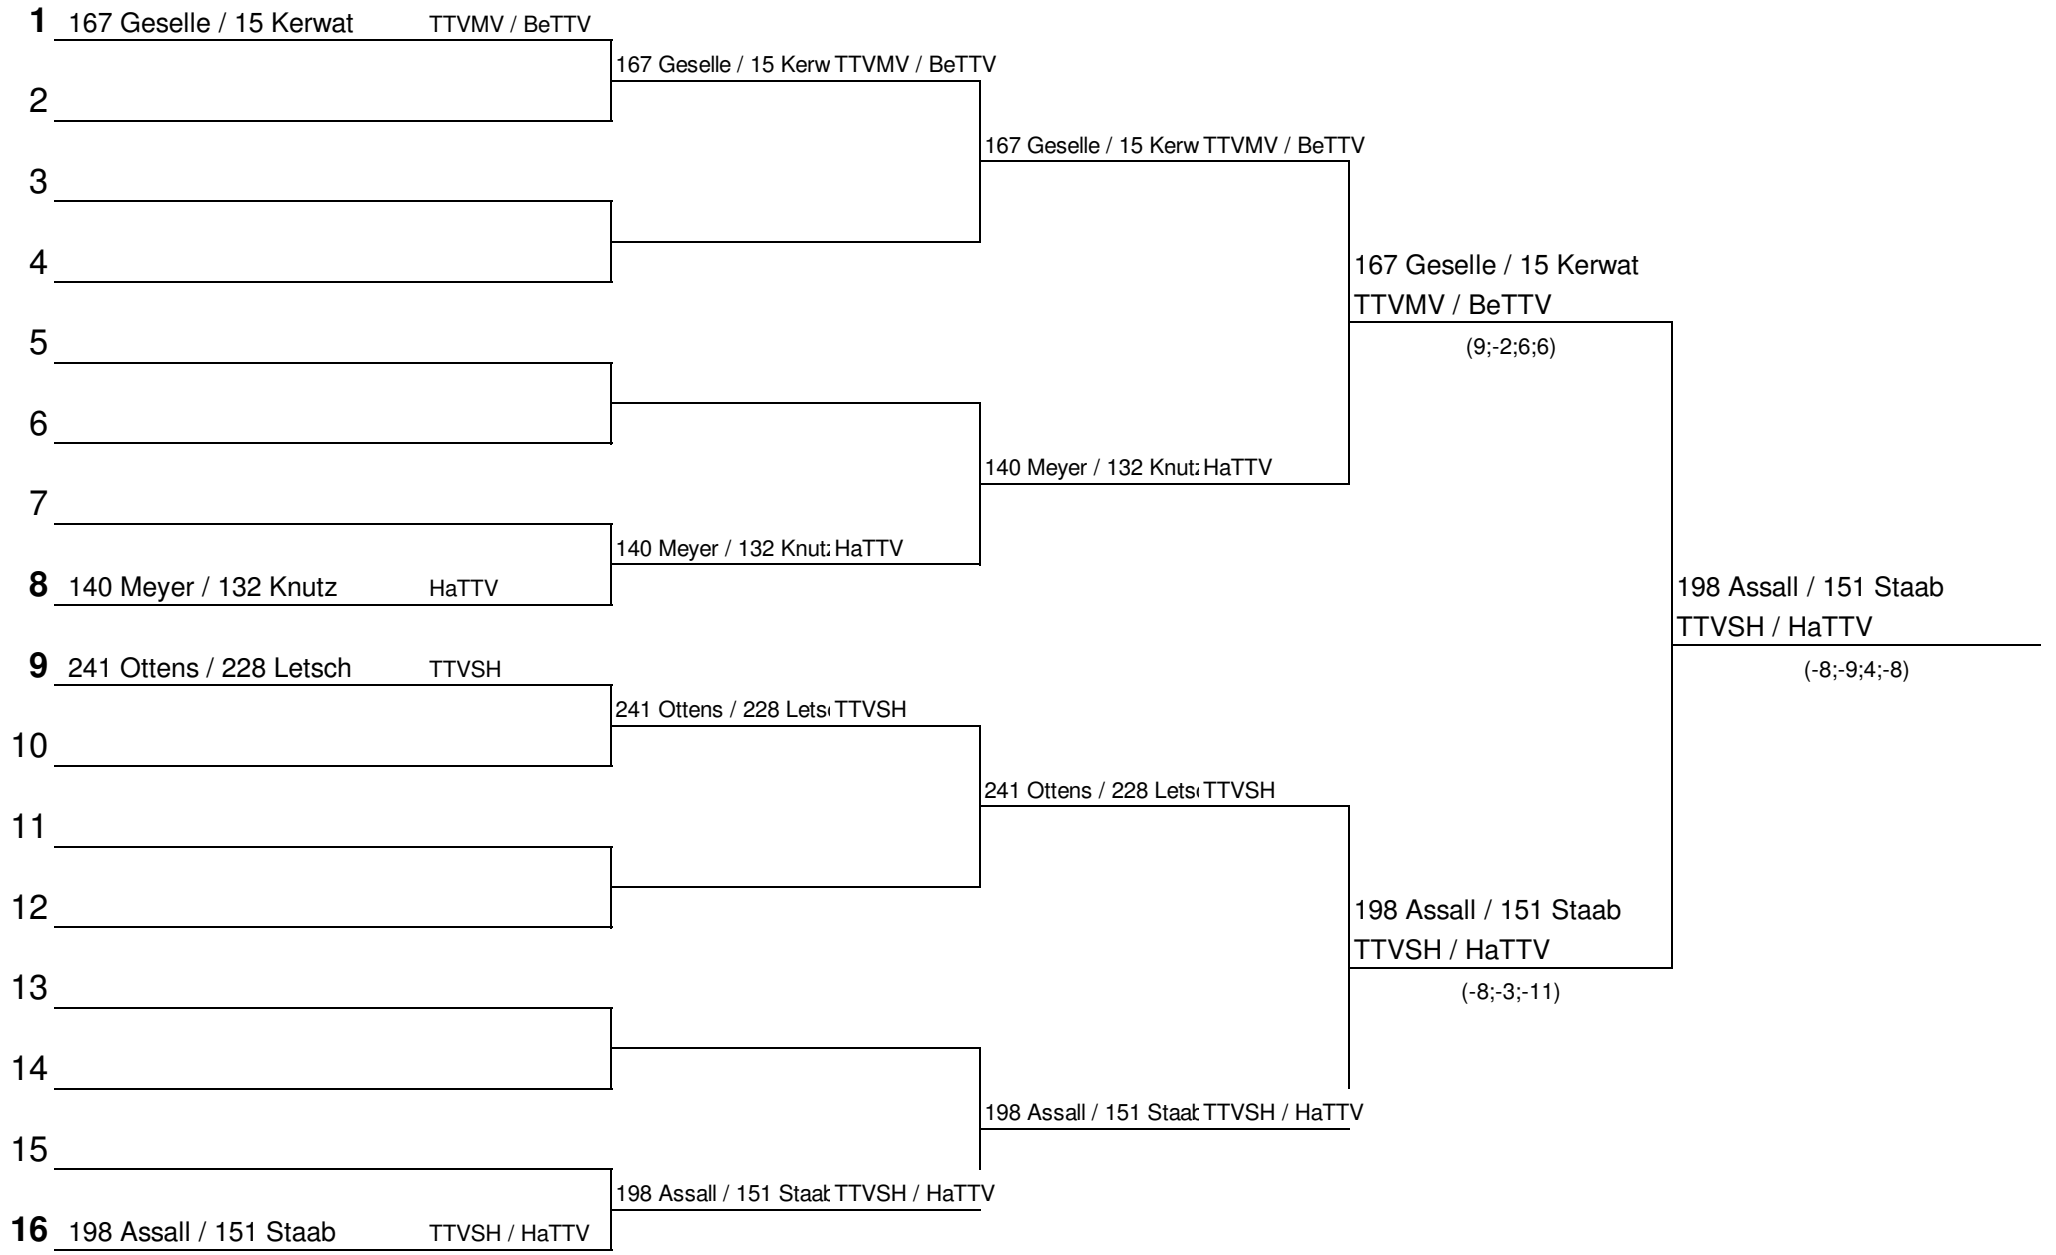 1 167 Geselle / 15 Kerwat TTVMV / BeTTV
167 Geselle / 15 Kerw TTVMV / BeTTV
2
167 Geselle / 15 Kerw TTVMV / BeTTV
3
4
167 Geselle / 15 Kerwat
TTVMV / BeTTV
(9;-2;6;6)
5
6
140 Meyer / 132 Knutz HaTTV
7
140 Meyer / 132 Knutz HaTTV
8 140 Meyer / 132 Knutz HaTTV
198 Assall / 151 Staab
TTVSH / HaTTV
(-8;-9;4;-8)
9 241 Ottens / 228 Letsch TTVSH
241 Ottens / 228 Lets TTVSH
10
241 Ottens / 228 Lets TTVSH
11
12
198 Assall / 151 Staab
TTVSH / HaTTV
(-8;-3;-11)
13
14
198 Assall / 151 Staab TTVSH / HaTTV
15
198 Assall / 151 Staab TTVSH / HaTTV
16 198 Assall / 151 Staab TTVSH / HaTTV